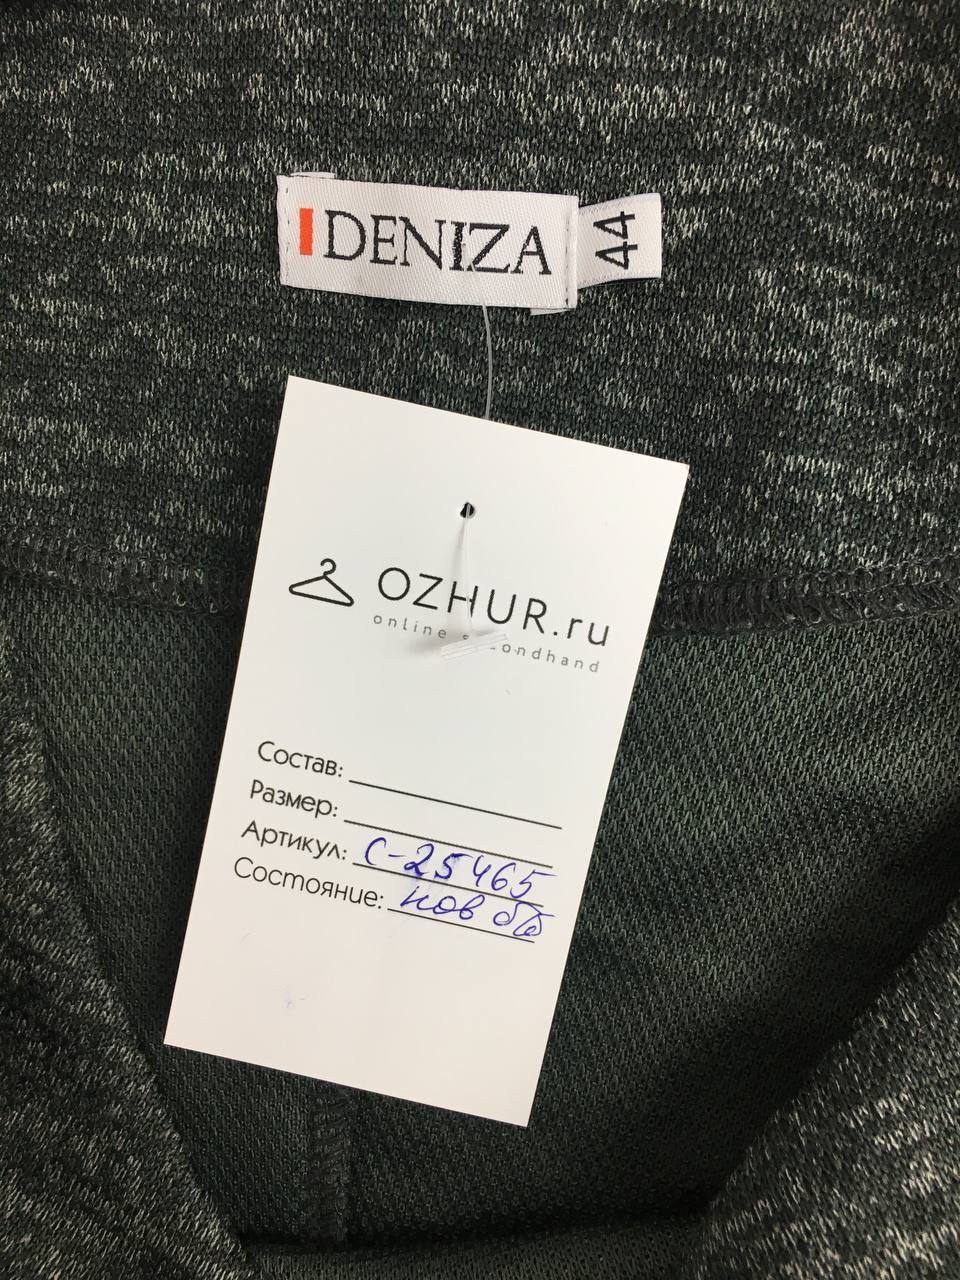 DENIZA
44
OZHUR.ru
online secondhand
Состав:
Размер:
Артикул: С-25465
Состояние: нов б/б